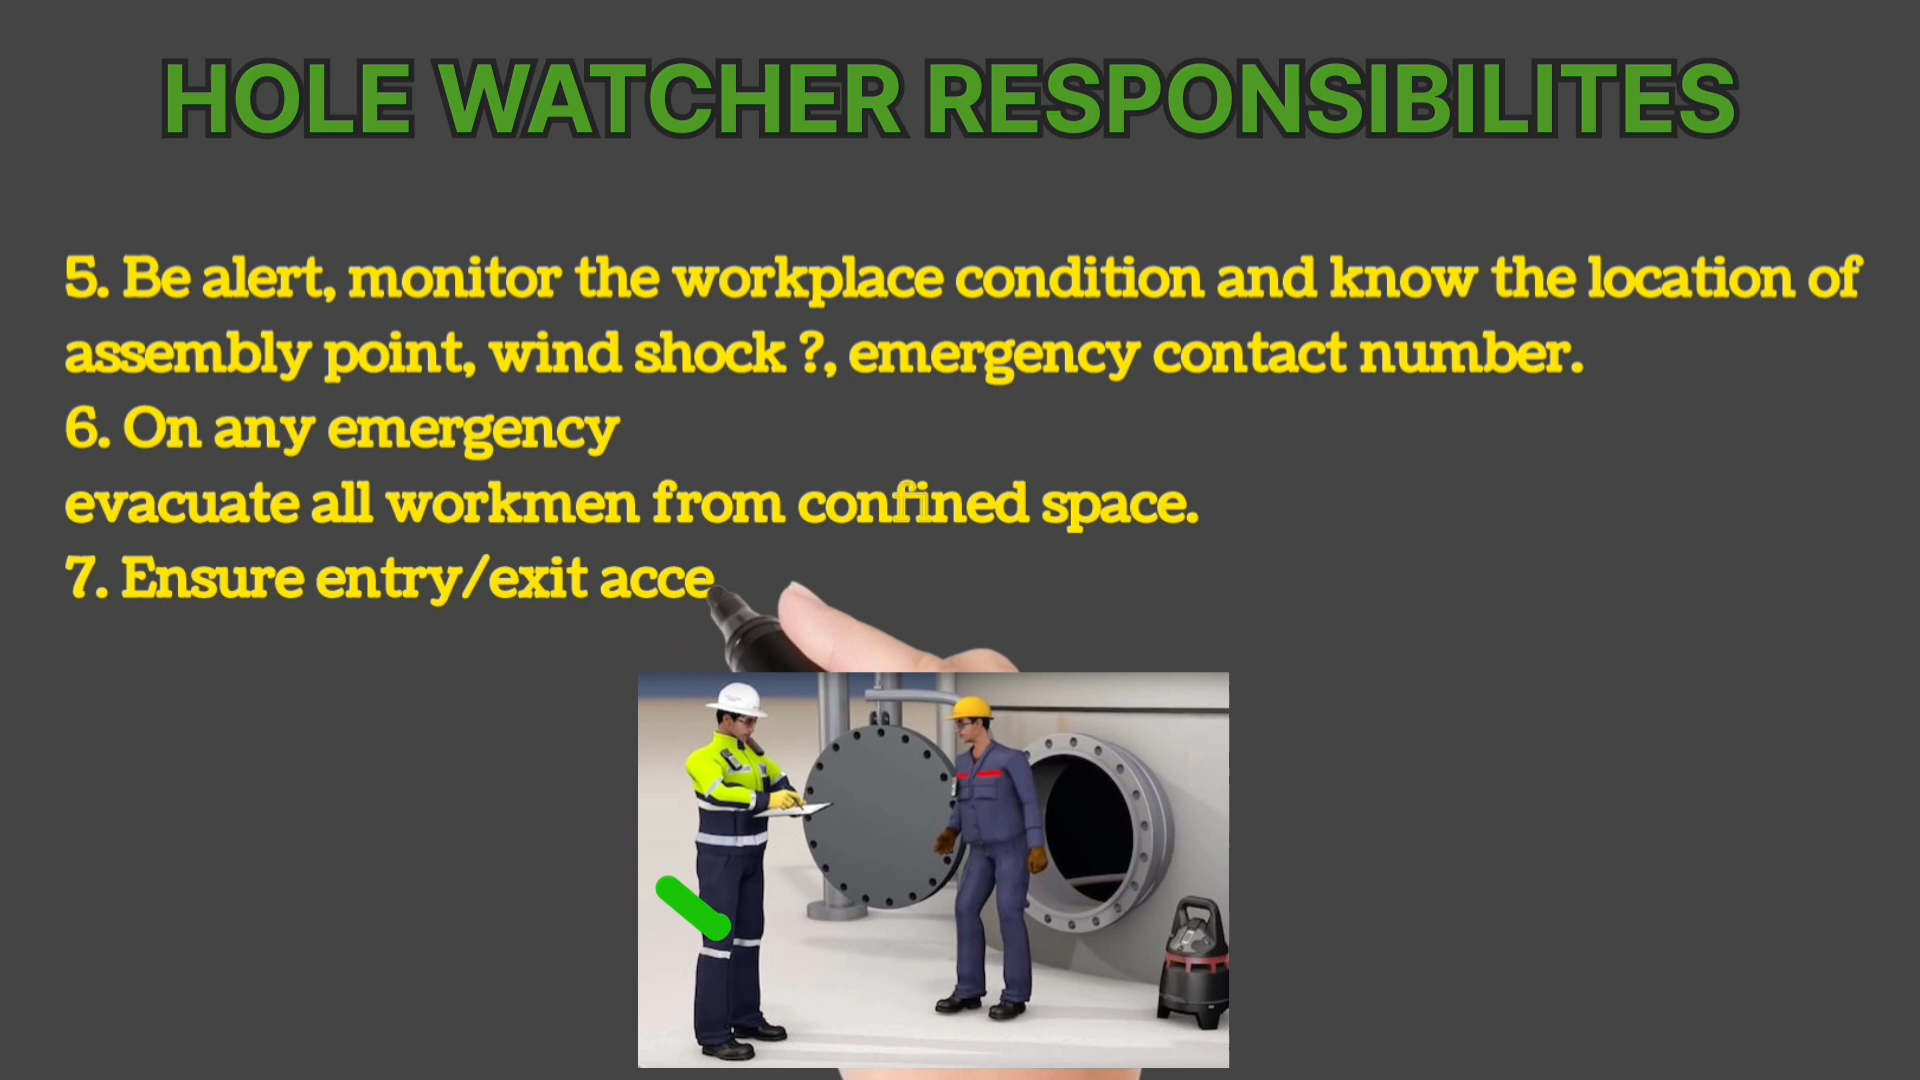 HOLE WATCHER RESPONSIBILITES
5. Be alert, monitor the workplace condition and know the location of
assembly point, wind shock ?, emergency contact number.
6. On any emergency
evacuate all workmen from confined space.
7. Ensure entry/exit acce